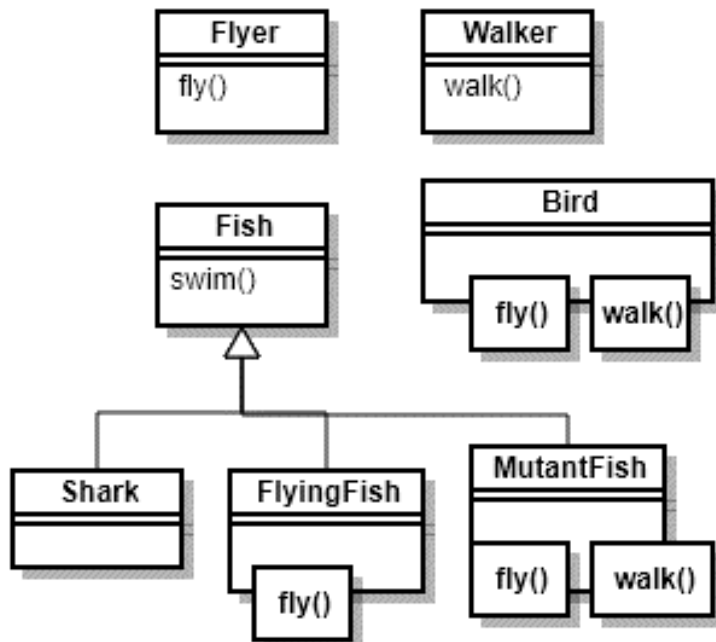 Flyer
fly()
Walker
walk()
Fish
swim()
Bird
fly()
walk()
Shark
FlyingFish
fly()
MutantFish
fly()
walk()